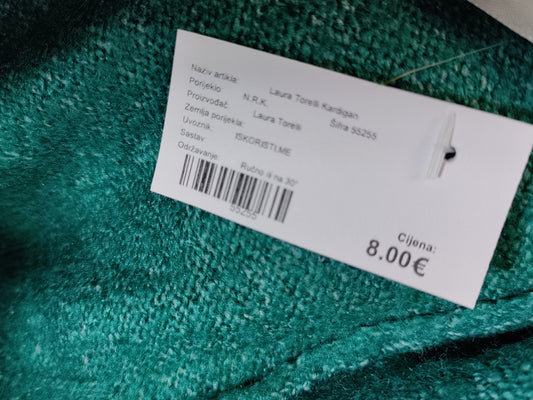 Naziv artikla: Laura Torelli Kardigan
Porijeklo N.R.K. Šifra 55255
Proizvođač: Laura Torelli
Zemlja porijekla:
Uvoznik: ISKORISTI.ME
Sastav
Održavanje: Ručno ili na 30°
55255
Cijena:
8.00€